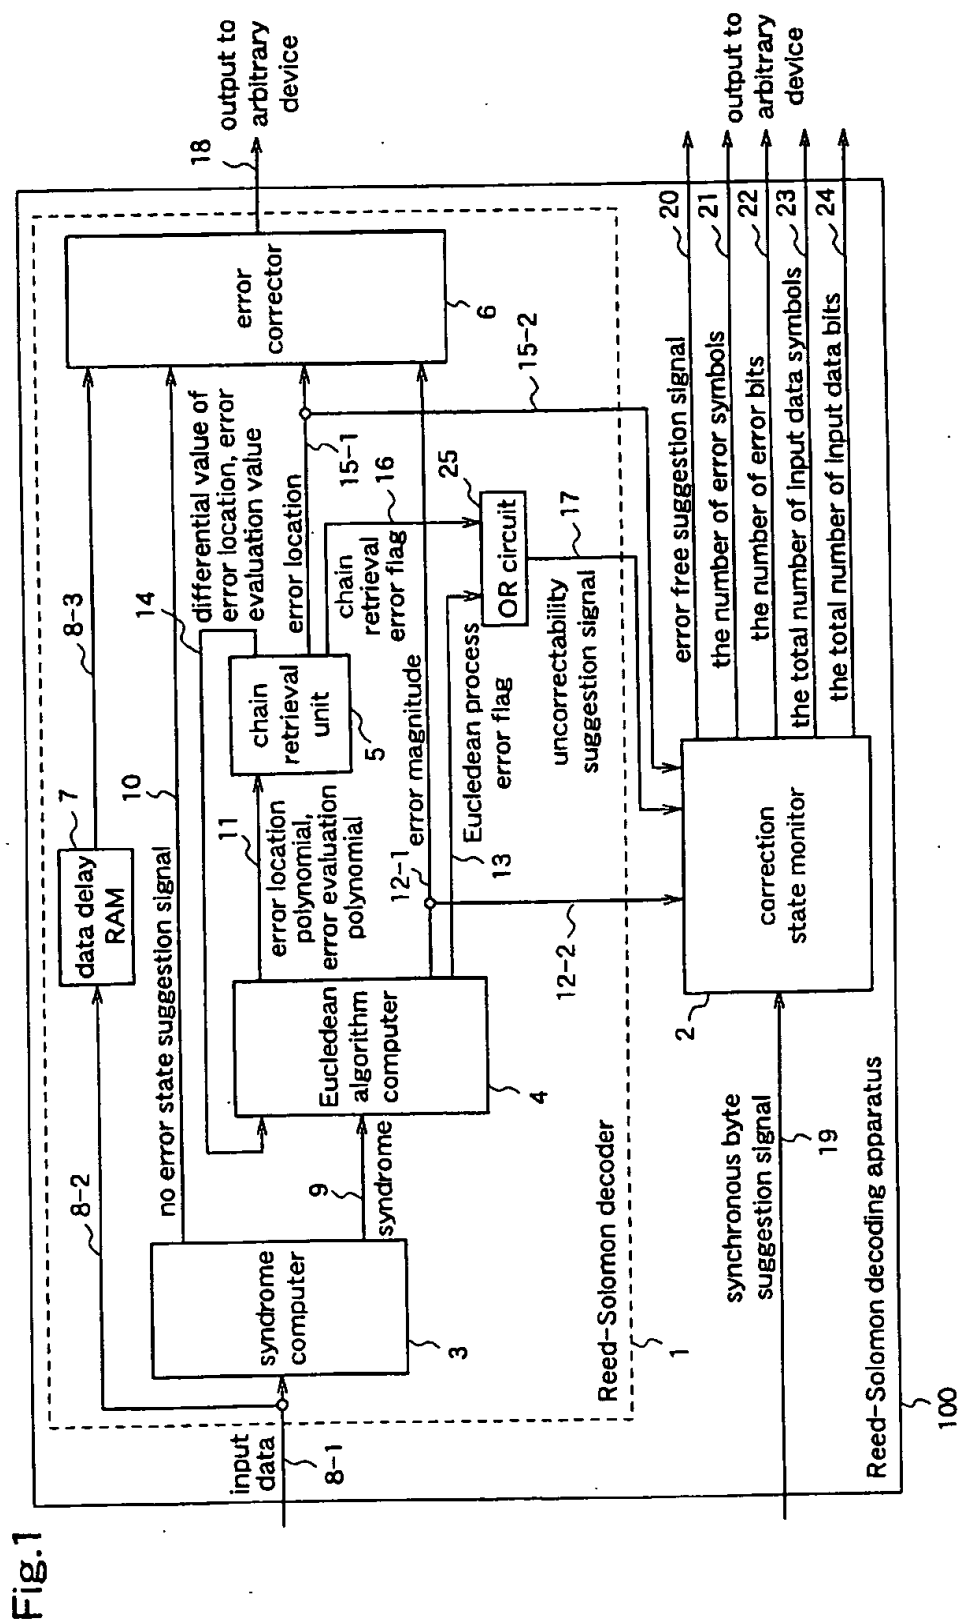 Fig.1
input
data
8-1
8-2
syndrome
computer
3
data delay
RAM
7
8-3
no error state suggestion signal
10
9
syndrome
Eucledean
algorithm
computer
4
11
error location
polynomial,
error evaluation
polynomial
14
differential value of
error location, error
evaluation value
chain
retrieval
unit
5
error location
15-1
15-2
chain
retrieval
error flag
16
12-1
error magnitude
12-2
13
Eucledean process
error flag
OR circuit
25
17
uncorrectability
suggestion signal
error
corrector
6
18
output to
arbitrary
device
Reed-Solomon decoder
1
synchronous byte
suggestion signal
19
correction
state monitor
2
error free suggestion signal
20
the number of error symbols
21
the number of error bits
22
the total number of input data symbols
23
the total number of input data bits
24
output to
arbitrary
device
Reed-Solomon decoding apparatus
100